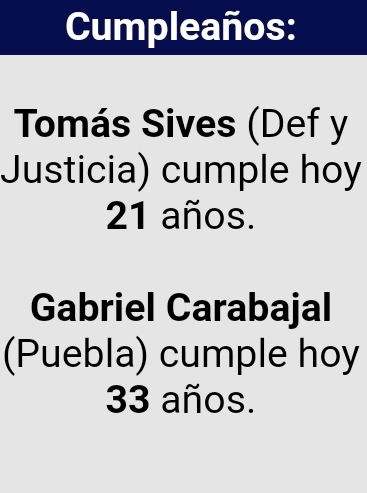 Cumpleaños:
Tomás Sives (Def y
Justicia) cumple hoy
21 años.
Gabriel Carabajal
(Puebla) cumple hoy
33 años.